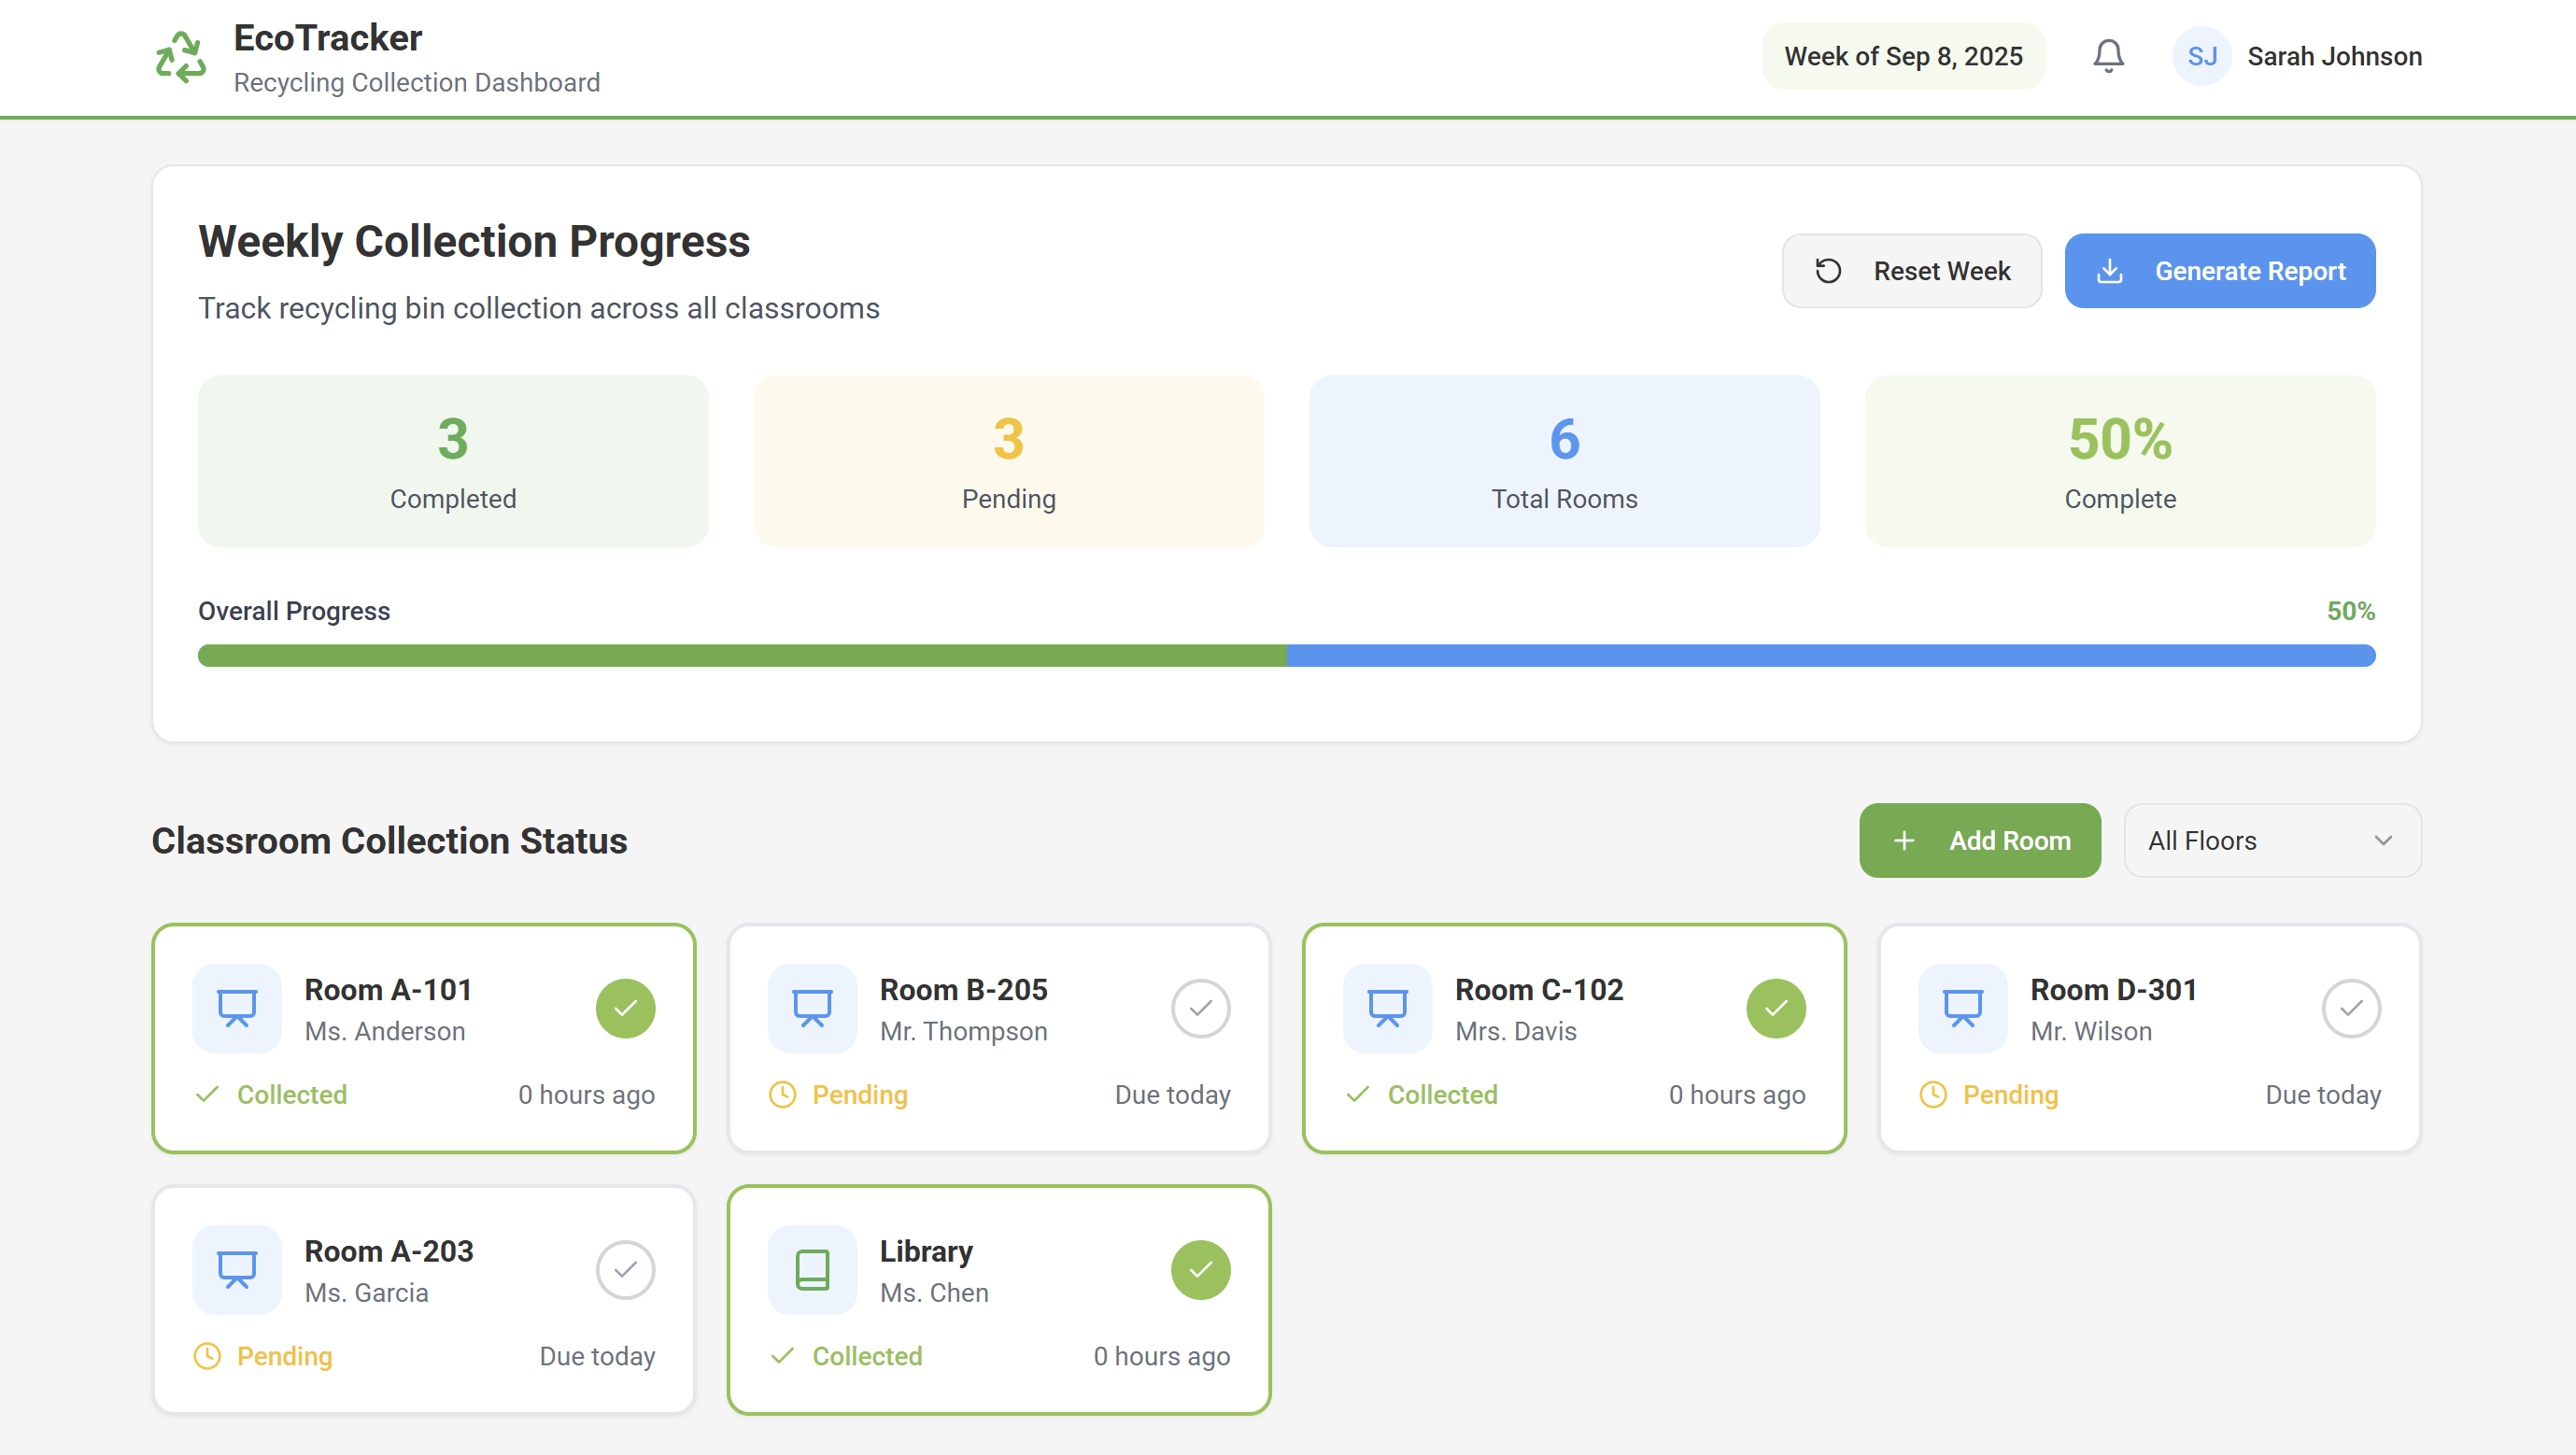 EcoTracker
Recycling Collection Dashboard
Week of Sep 8, 2025
SJ
Sarah Johnson
Weekly Collection Progress
Track recycling bin collection across all classrooms
Reset Week
Generate Report
3
Completed
3
Pending
6
Total Rooms
50%
Complete
Overall Progress
50%
Classroom Collection Status
Add Room
All Floors
Room A-101
Ms. Anderson
Collected
0 hours ago
Room B-205
Mr. Thompson
Pending
Due today
Room C-102
Mrs. Davis
Collected
0 hours ago
Room D-301
Mr. Wilson
Pending
Due today
Room A-203
Ms. Garcia
Pending
Due today
Library
Ms. Chen
Collected
0 hours ago